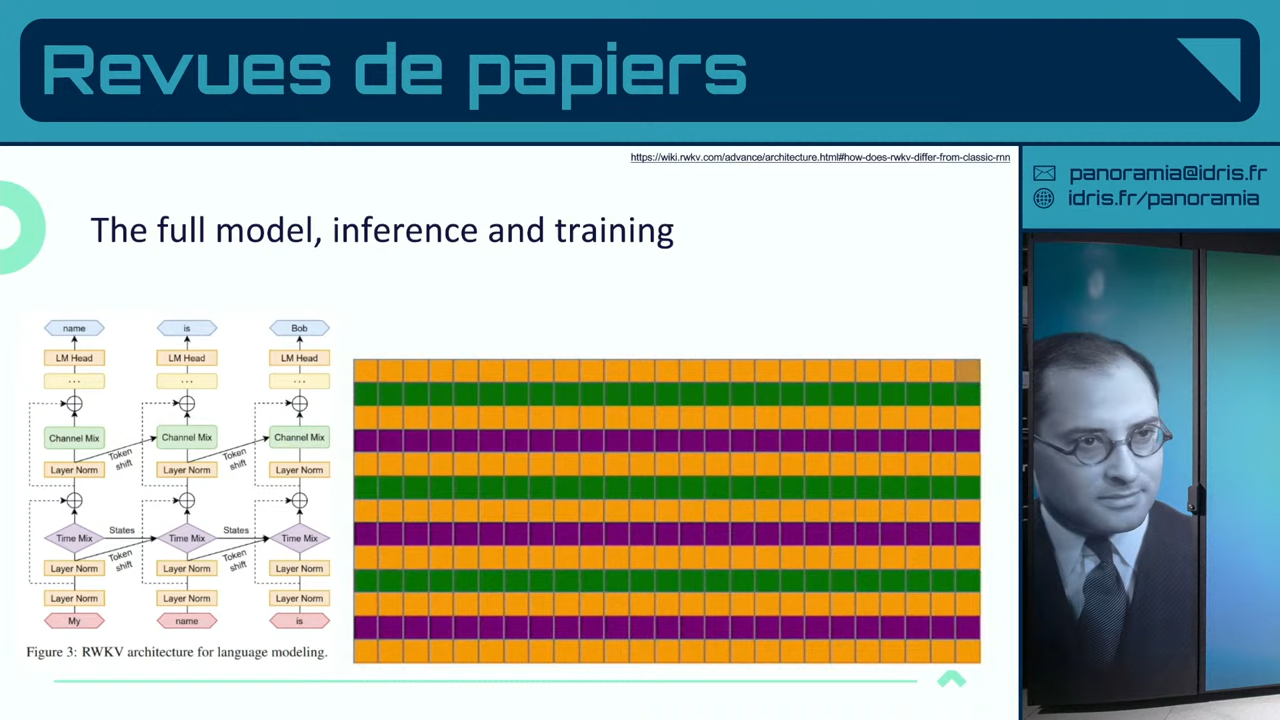 Revues de papiers
https://wiki.rwkv.com/advance/architecture.html#how-does-rwkv-differ-from-classic-rnn
panoramia@idris.fr
idris.fr/panoramia
The full model, inference and training
name is Bob
LM Head LM Head LM Head
... ... ...
Channel Mix Channel Mix Channel Mix
Token shift Token shift
Layer Norm Layer Norm Layer Norm
States States
Time Mix Time Mix Time Mix
Token shift Token shift
Layer Norm Layer Norm Layer Norm
Layer Norm Layer Norm Layer Norm
My name is
Figure 3: RWKV architecture for language modeling.